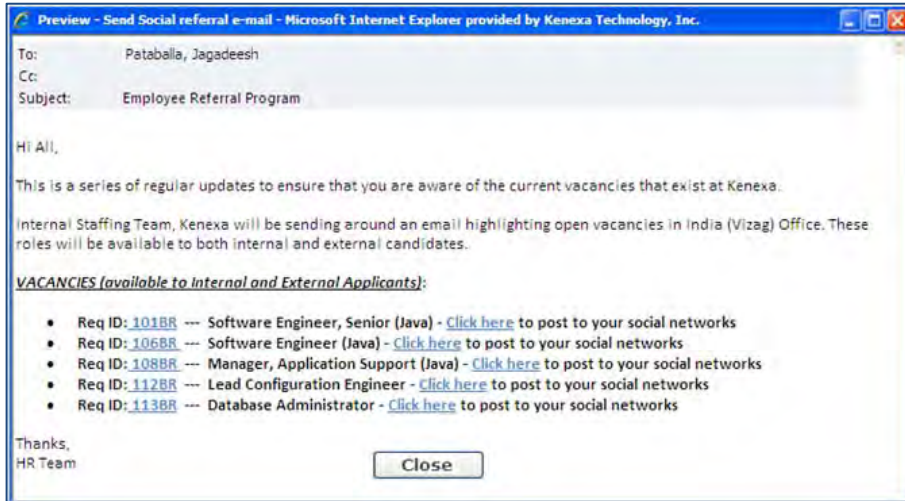 Preview - Send Social referral e-mail - Microsoft Internet Explorer provided by Kenexa Technology, Inc.
To: Pataballa, Jagadeesh
Cc:
Subject: Employee Referral Program
Hi All,
This is a series of regular updates to ensure that you are aware of the current vacancies that exist at Kenexa.
Internal Staffing Team, Kenexa will be sending around an email highlighting open vacancies in India (Vizag) Office. These
roles will be available to both internal and external candidates.
VACANCIES (available to Internal and External Applicants):
• Req ID: 101BR --- Software Engineer, Senior (Java) - Click here to post to your social networks
• Req ID: 106BR --- Software Engineer (Java) - Click here to post to your social networks
• Req ID: 108BR --- Manager, Application Support (Java) - Click here to post to your social networks
• Req ID: 112BR --- Lead Configuration Engineer - Click here to post to your social networks
• Req ID: 113BR --- Database Administrator - Click here to post to your social networks
Thanks,
HR Team
Close